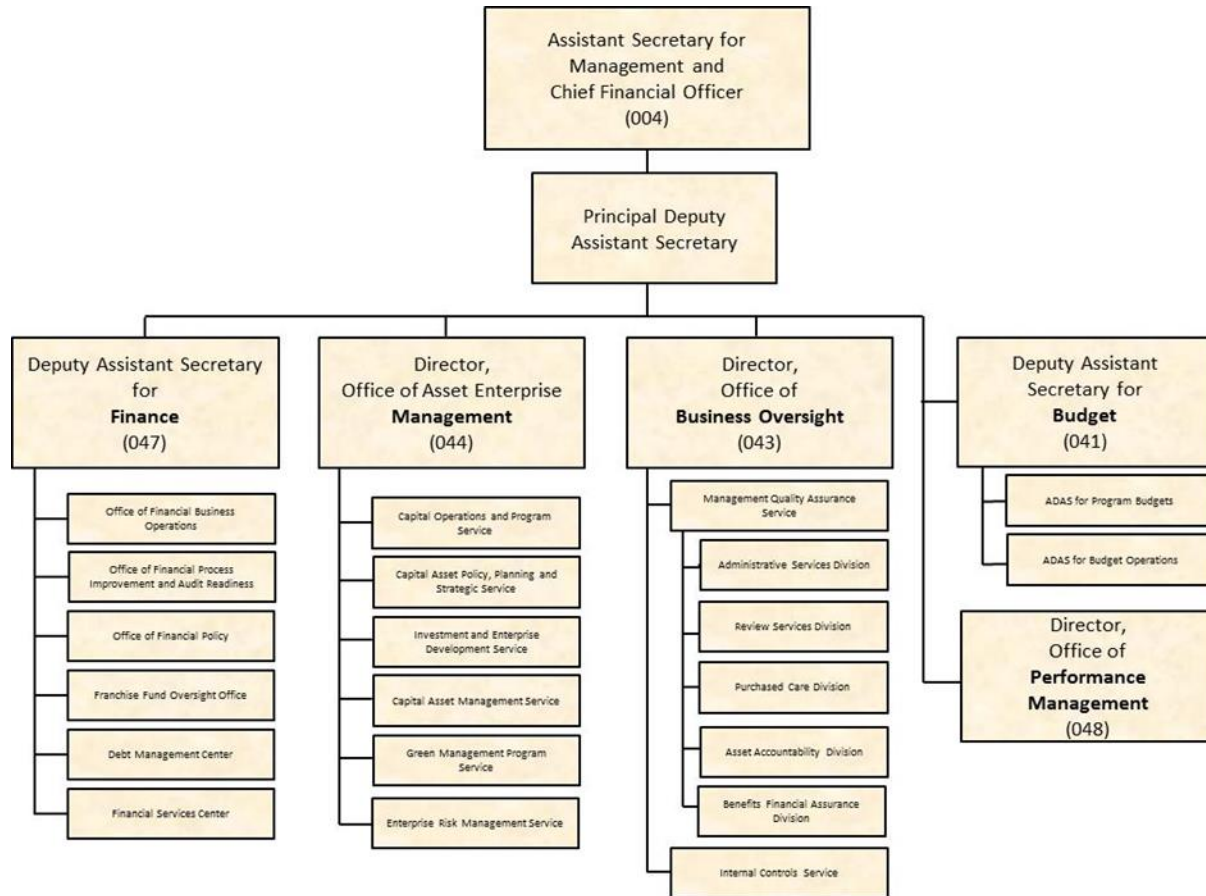 Assistant Secretary for
Management and
Chief Financial Officer
(004)
Principal Deputy
Assistant Secretary
Deputy Assistant Secretary
for
Finance
(047)
Office of Financial Business
Operations
Office of Financial Process
Improvement and Audit Readiness
Office of Financial Policy
Franchise Fund Oversight Office
Debt Management Center
Financial Services Center
Director,
Office of Asset Enterprise
Management
(044)
Capital Operations and Program
Service
Capital Asset Policy, Planning and
Strategic Service
Investment and Enterprise
Development Service
Capital Asset Management Service
Green Management Program
Service
Enterprise Risk Management Service
Director,
Office of
Business Oversight
(043)
Management Quality Assurance
Service
Administrative Services Division
Review Services Division
Purchased Care Division
Asset Accountability Division
Benefits Financial Assurance
Division
Internal Controls Service
Deputy Assistant
Secretary for
Budget
(041)
ADAS for Program Budgets
ADAS for Budget Operations
Director,
Office of
Performance
Management
(048)